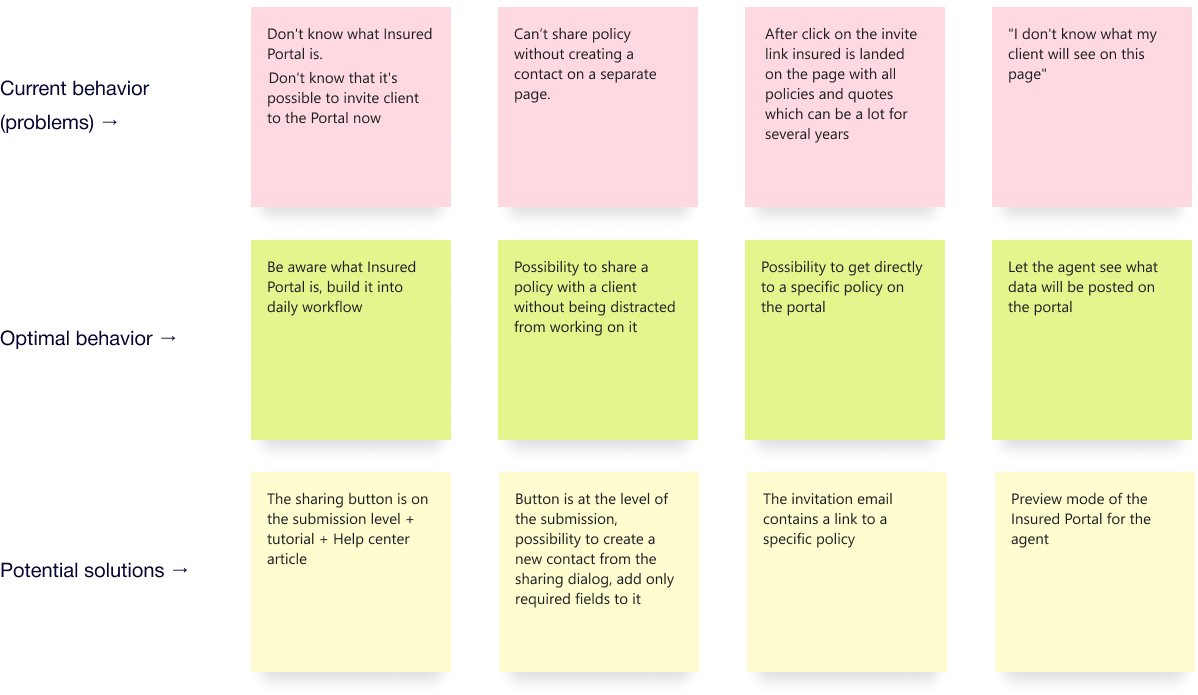 Current behavior
(problems) →
Don't know what Insured
Portal is.
Don't know that it's
possible to invite client
to the Portal now
Can’t share policy
without creating a
contact on a separate
page.
After click on the invite
link insured is landed
on the page with all
policies and quotes
which can be a lot for
several years
"I don't know what my
client will see on this
page"
Optimal behavior →
Be aware what Insured
Portal is, build it into
daily workflow
Possibility to share a
policy with a client
without being distracted
from working on it
Possibility to get directly
to a specific policy on
the portal
Let the agent see what
data will be posted on
the portal
Potential solutions →
The sharing button is on
the submission level +
tutorial + Help center
article
Button is at the level of
the submission,
possibility to create a
new contact from the
sharing dialog, add only
required fields to it
The invitation email
contains a link to a
specific policy
Preview mode of the
Insured Portal for the
agent